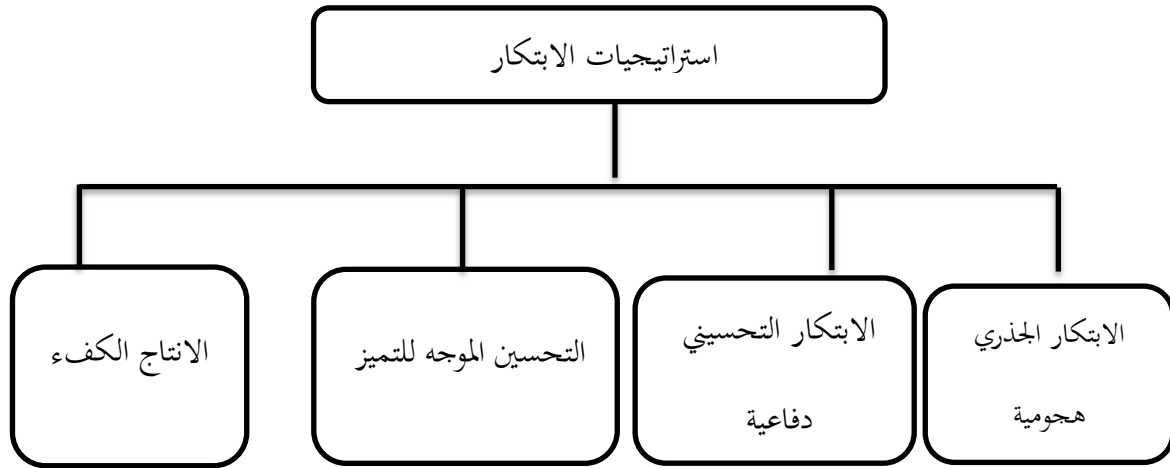 استراتيجيات الابتكار
الابتكار الجذري
هجومية
الابتكار التحسيني
دفاعية
التحسين الموجه للتميز
الانتاج الكفء